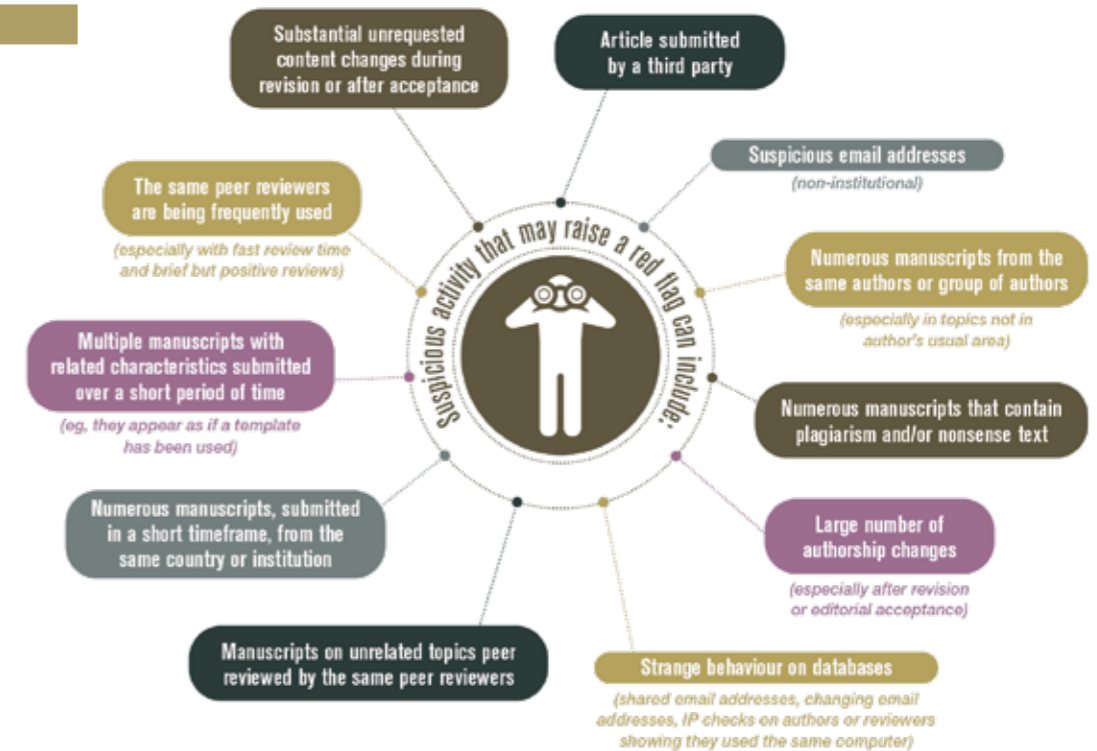 Suspicious activity that may raise a red flag can include:
Article submitted
by a third party
Suspicious email addresses
(non-institutional)
Numerous manuscripts from the
same authors or group of authors
(especially in topics not in
author's usual area)
Numerous manuscripts that contain
plagiarism and/or nonsense text
Large number of
authorship changes
(especially after revision
or editorial acceptance)
Strange behaviour on databases
(shared email addresses, changing email
addresses, IP checks on authors or reviewers
showing they used the same computer)
Manuscripts on unrelated topics peer
reviewed by the same peer reviewers
Numerous manuscripts, submitted
in a short timeframe, from the
same country or institution
Multiple manuscripts with
related characteristics submitted
over a short period of time
(eg, they appear as if a template
has been used)
The same peer reviewers
are being frequently used
(especially with fast review time
and brief but positive reviews)
Substantial unrequested
content changes during
revision or after acceptance